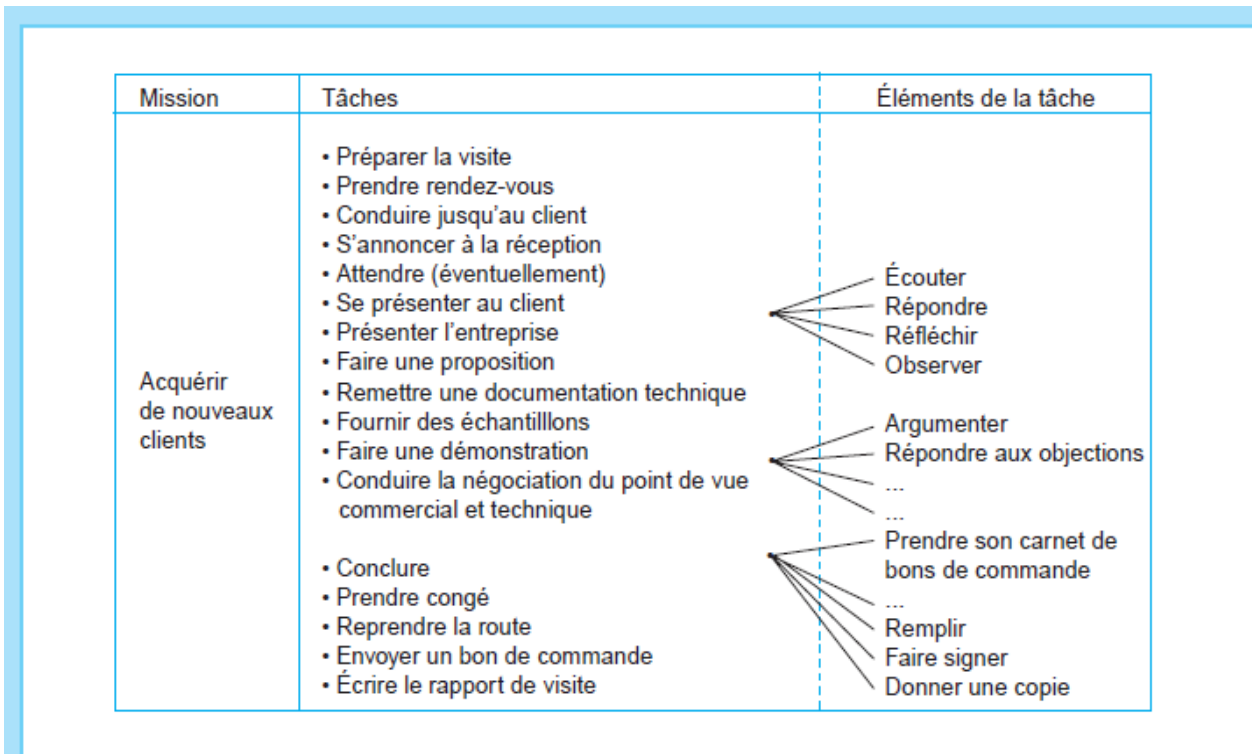 Mission
Tâches
Éléments de la tâche
Acquérir
de nouveaux
clients
• Préparer la visite
• Prendre rendez-vous
• Conduire jusqu’au client
• S’annoncer à la réception
• Attendre (éventuellement)
• Se présenter au client
• Présenter l’entreprise
• Faire une proposition
• Remettre une documentation technique
• Fournir des échantilllons
• Faire une démonstration
• Conduire la négociation du point de vue
commercial et technique
• Conclure
• Prendre congé
• Reprendre la route
• Envoyer un bon de commande
• Écrire le rapport de visite
Écouter
Répondre
Réfléchir
Observer
Argumenter
Répondre aux objections
...
...
Prendre son carnet de
bons de commande
...
Remplir
Faire signer
Donner une copie